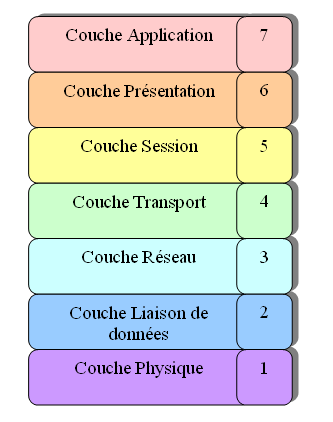 Couche Application 7
Couche Présentation 6
Couche Session 5
Couche Transport 4
Couche Réseau 3
Couche Liaison de 2
données
Couche Physique 1